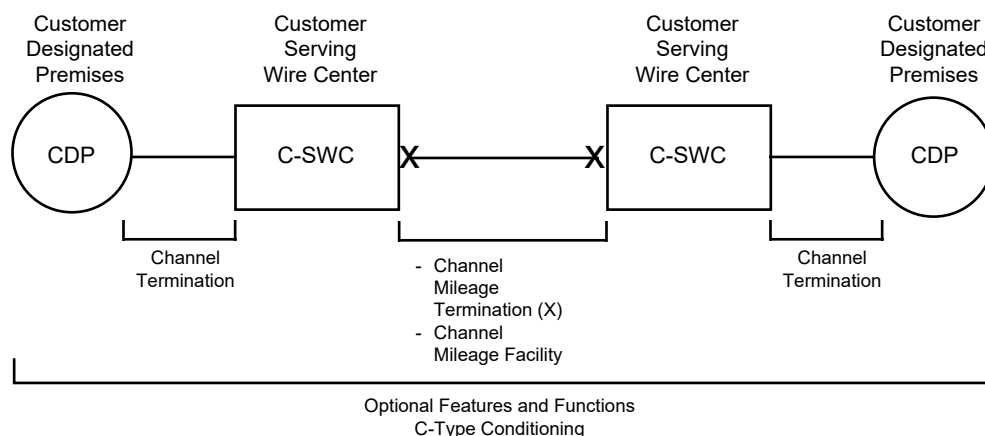 Customer
Designated
Premises
Customer
Serving
Wire Center
Customer
Serving
Wire Center
Customer
Designated
Premises
CDP
C-SWC
X
X
C-SWC
CDP
Channel
Termination
- Channel
Mileage
Termination (X)
- Channel
Mileage Facility
Channel
Termination
Optional Features and Functions
C-Type Conditioning